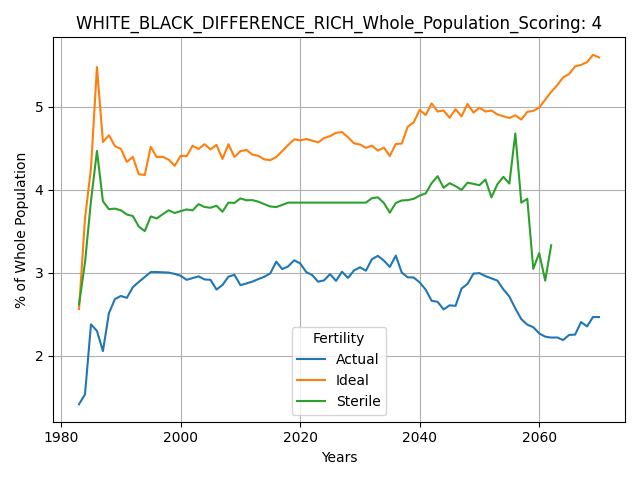 WHITE_BLACK_DIFFERENCE_RICH_Whole_Population_Scoring: 4
% of Whole Population
5
4
3
2
Fertility
Actual
Ideal
Sterile
1980
2000
2020
2040
2060
Years